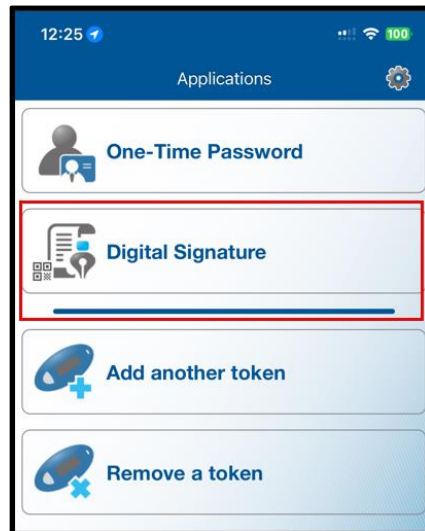 12:25
100
Applications
One-Time Password
Digital Signature
Add another token
Remove a token